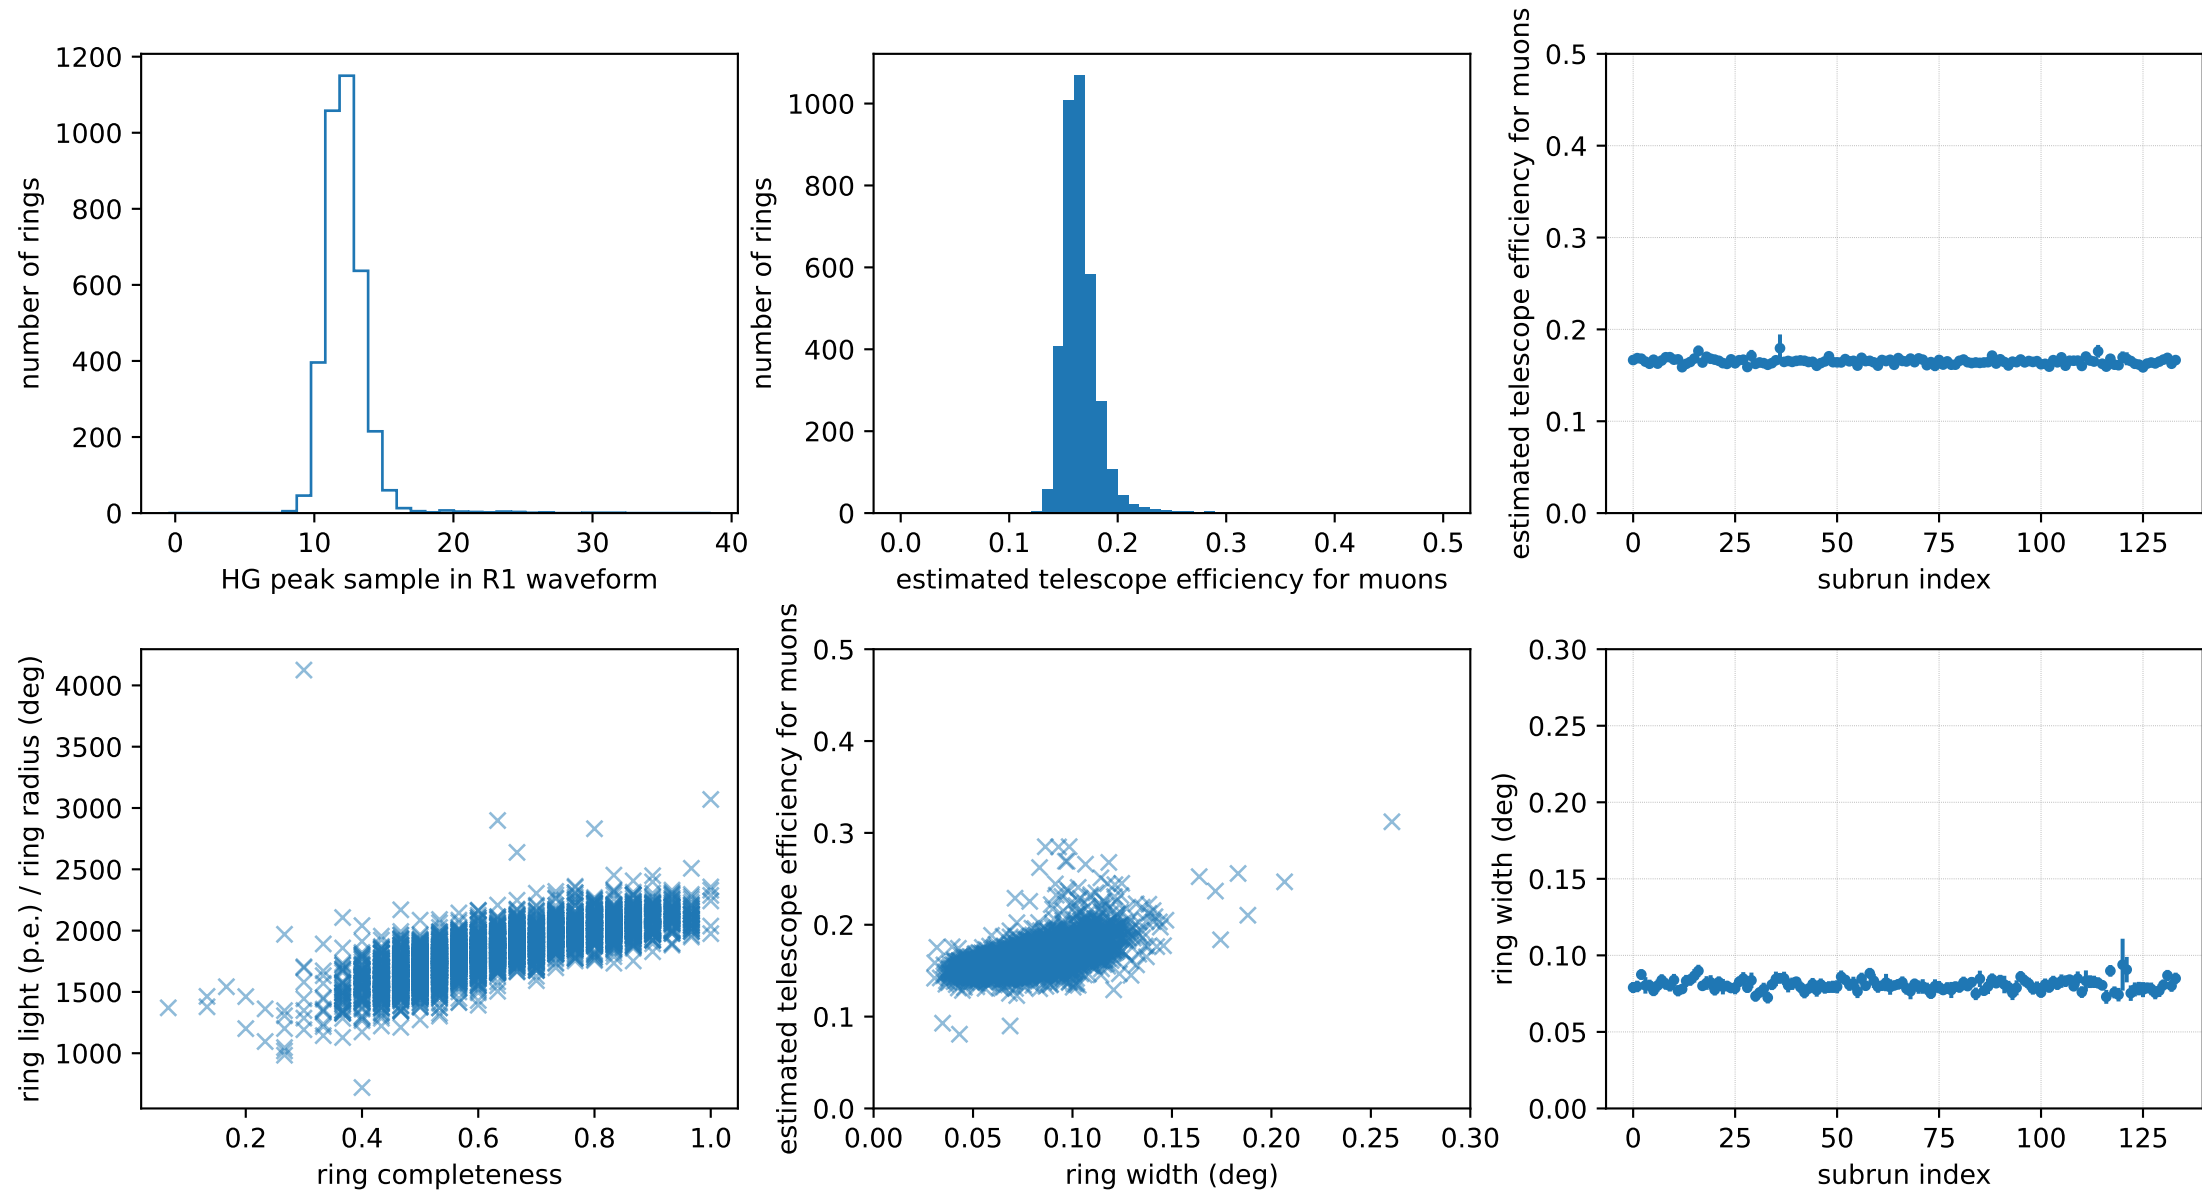 number of rings
1200
1000
800
600
400
200
0
0 10 20 30 40
HG peak sample in R1 waveform
number of rings
1000
800
600
400
200
0
0.0 0.1 0.2 0.3 0.4 0.5
estimated telescope efficiency for muons
estimated telescope efficiency for muons
0.5
0.4
0.3
0.2
0.1
0.0
0 25 50 75 100 125
subrun index
ring light (p.e.) / ring radius (deg)
4000
3500
3000
2500
2000
1500
1000
0.2 0.4 0.6 0.8 1.0
ring completeness
estimated telescope efficiency for muons
0.5
0.4
0.3
0.2
0.1
0.0
0.00 0.05 0.10 0.15 0.20 0.25 0.30
ring width (deg)
ring width (deg)
0.30
0.25
0.20
0.15
0.10
0.05
0.00
0 25 50 75 100 125
subrun index